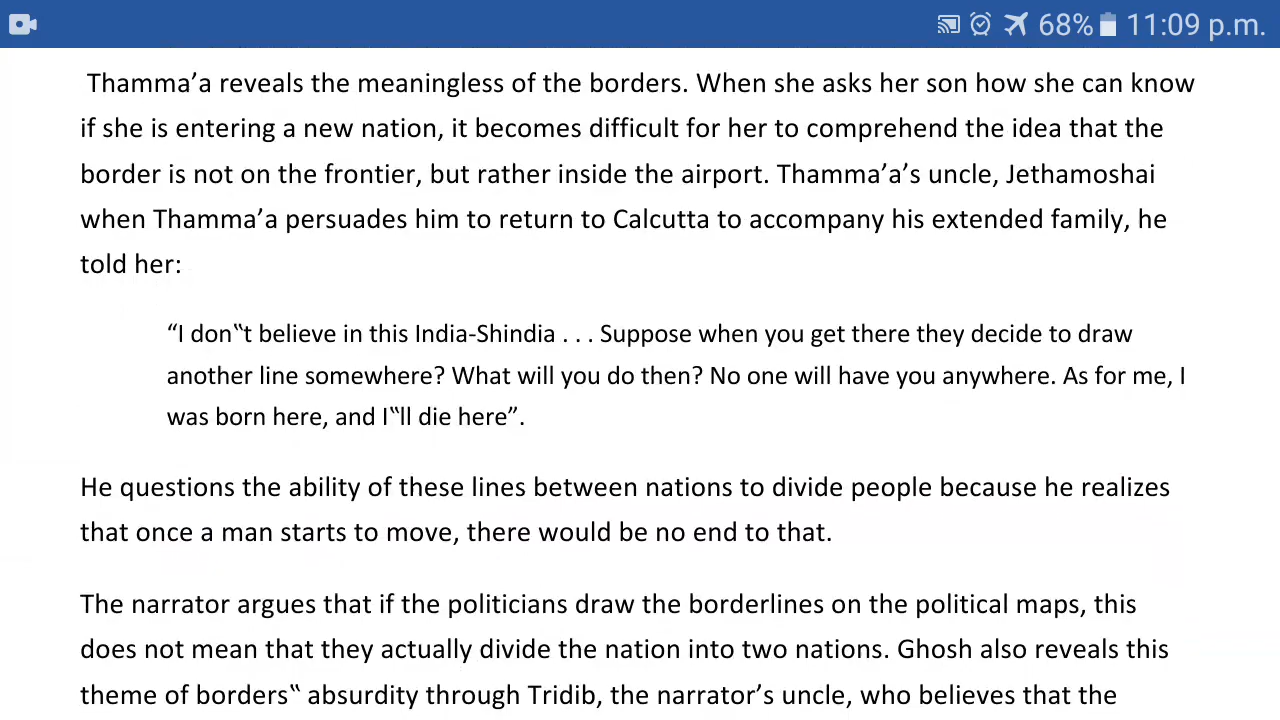 68% 11:09 p.m.
Thamma’a reveals the meaningless of the borders. When she asks her son how she can know
if she is entering a new nation, it becomes difficult for her to comprehend the idea that the
border is not on the frontier, but rather inside the airport. Thamma’a’s uncle, Jethamoshai
when Thamma’a persuades him to return to Calcutta to accompany his extended family, he
told her:
“I don‟t believe in this India-Shindia . . . Suppose when you get there they decide to draw
another line somewhere? What will you do then? No one will have you anywhere. As for me, I
was born here, and I‟ll die here”.
He questions the ability of these lines between nations to divide people because he realizes
that once a man starts to move, there would be no end to that.
The narrator argues that if the politicians draw the borderlines on the political maps, this
does not mean that they actually divide the nation into two nations. Ghosh also reveals this
theme of borders‟ absurdity through Tridib, the narrator’s uncle, who believes that the